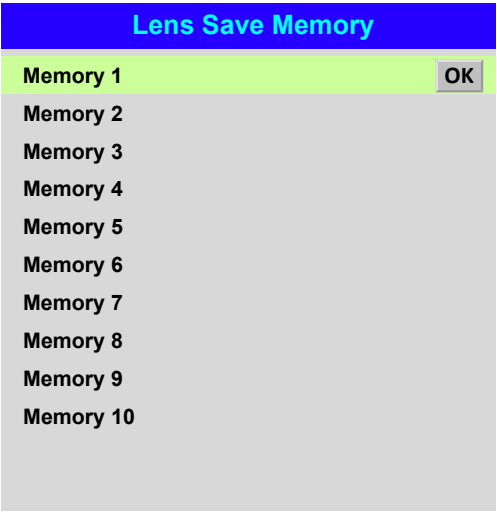 Lens Save Memory
Memory 1 OK
Memory 2
Memory 3
Memory 4
Memory 5
Memory 6
Memory 7
Memory 8
Memory 9
Memory 10